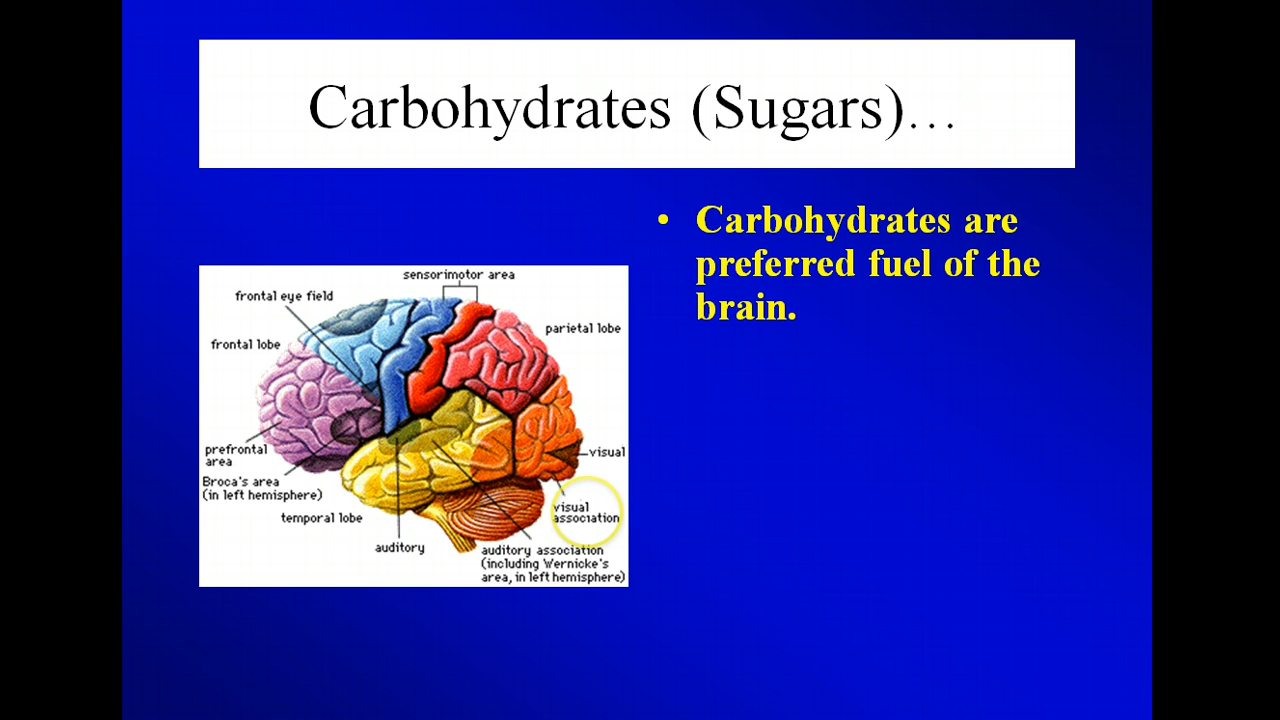 Carbohydrates (Sugars)...
• Carbohydrates are
preferred fuel of the
brain.
sensorimotor area
frontal eye field
parietal lobe
frontal lobe
prefrontal
area
visual
Broca's area
(in left hemisphere)
visual
association
temporal lobe
auditory
auditory association
(including Wernicke's
area, in left hemisphere)